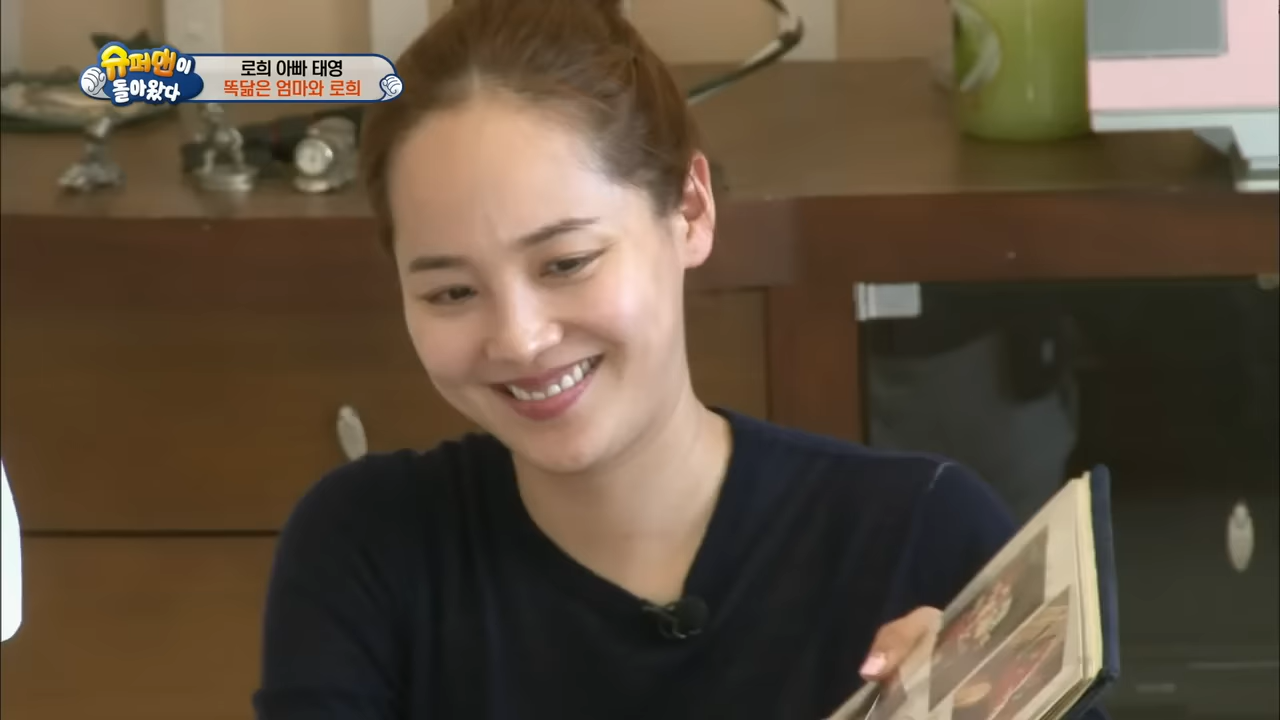 슈퍼맨이
돌아왔다
로희 아빠 태영
똑닮은 엄마와 로희